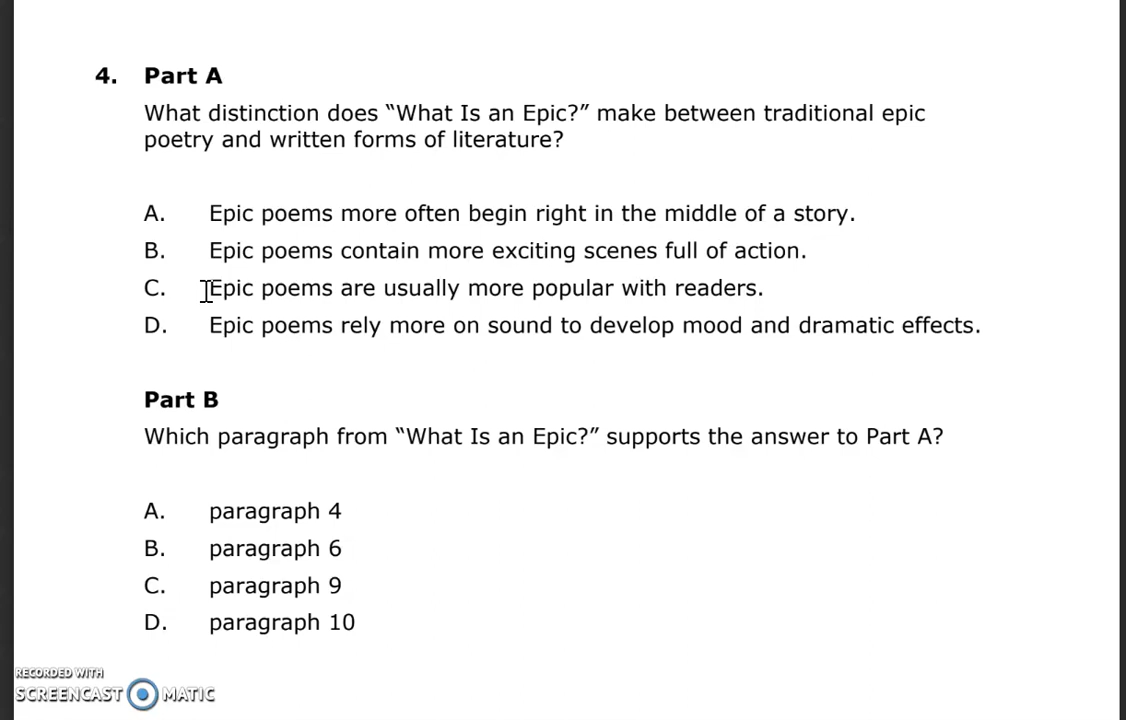 4. Part A
What distinction does “What Is an Epic?” make between traditional epic
poetry and written forms of literature?
A. Epic poems more often begin right in the middle of a story.
B. Epic poems contain more exciting scenes full of action.
C. Epic poems are usually more popular with readers.
D. Epic poems rely more on sound to develop mood and dramatic effects.
Part B
Which paragraph from “What Is an Epic?” supports the answer to Part A?
A. paragraph 4
B. paragraph 6
C. paragraph 9
D. paragraph 10
RECORDED WITH
SCREENCAST MATIC